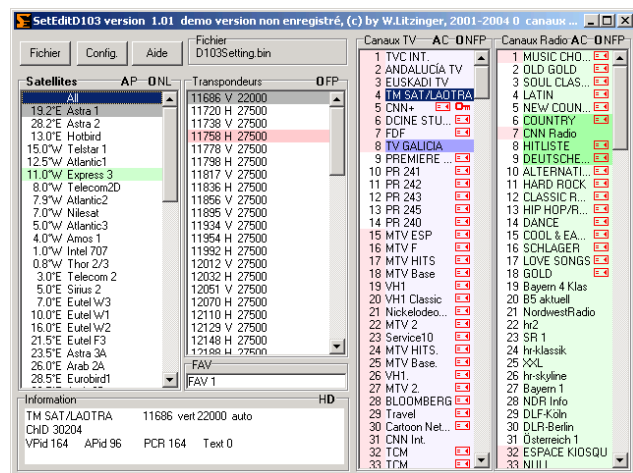 SetEditD103 version 1.01 demo version non enregistré, (c) by W.Litzinger, 2001-2004 0 canaux ...
Fichier Config. Aide
Fichier
D103Setting.bin
Satellites AP ONL
All
19.2°E Astra 1
28.2°E Astra 2
13.0°E Hotbird
15.0°W Telstar 1
12.5°W Atlantic1
11.0°W Express 3
8.0°W Telecom2D
7.9°W Atlantic2
7.0°W Nilesat
5.0°W Atlantic3
4.0°W Amos 1
1.0°W Intel 707
0.8°W Thor 2/3
3.0°E Telecom 2
5.0°E Sirius 2
7.0°E Eutel W3
10.0°E Eutel W1
16.0°E Eutel W2
21.5°E Eutel F3
23.5°E Astra 3A
26.0°E Arab 2A
28.5°E Eurobird1
Transpondeurs OFP
11686 V 22000
11720 H 27500
11738 V 27500
11758 H 27500
11778 V 27500
11798 H 27500
11817 V 27500
11836 H 27500
11856 V 27500
11895 V 27500
11934 V 27500
11954 H 27500
11992 H 27500
12012 V 27500
12032 H 27500
12051 V 27500
12070 H 27500
12110 H 27500
12129 V 27500
12148 H 27500
12188 H 27500
FAV
FAV 1
Canaux TV AC ONFP
1 TVC INT.
2 ANDALUCÍA TV
3 EUSKADI TV
4 TM SAT/LAOTRA
5 CNN+
6 DCINE STU...
7 FDF
8 TV GALICIA
9 PREMIERE ...
10 PR 241
11 PR 242
12 PR 243
13 PR 245
14 PR 240
15 MTV ESP
16 MTV F
17 MTV HITS
18 MTV Base
19 VH1
20 VH1 Classic
21 Nickelodeo...
22 MTV 2
23 Service10
24 MTV HITS.
25 MTV Base.
26 VH1.
27 MTV 2.
28 BLOOMBERG
29 Travel
30 Cartoon Net...
31 CNN Int.
32 TCM
33 TCM
Canaux Radio AC ONFP
1 MUSIC CHO...
2 OLD GOLD
3 SOUL CLAS...
4 LATIN
5 NEW COUN...
6 COUNTRY
7 CNN Radio
8 HITLISTE
9 DEUTSCHE...
10 ALTERNATI...
11 HARD ROCK
12 CLASSIC R...
13 HIP HOP/R...
14 DANCE
15 COOL & EA...
16 SCHLAGER
17 LOVE SONGS
18 GOLD
19 Bayern 4 Klas
20 B5 aktuell
21 NordwestRadio
22 hr2
23 SR 1
24 hr-klassik
25 XXL
26 hr-skyline
27 Bayern 1
28 NDR Info
29 DLF-Köln
30 DLR-Berlin
31 Österreich 1
32 ESPACE KIOSQU
33 NULL
Information HD
TM SAT/LAOTRA 11686 vert 22000 auto
ChID 30204
VPid 164 APid 96 PCR 164 Text 0